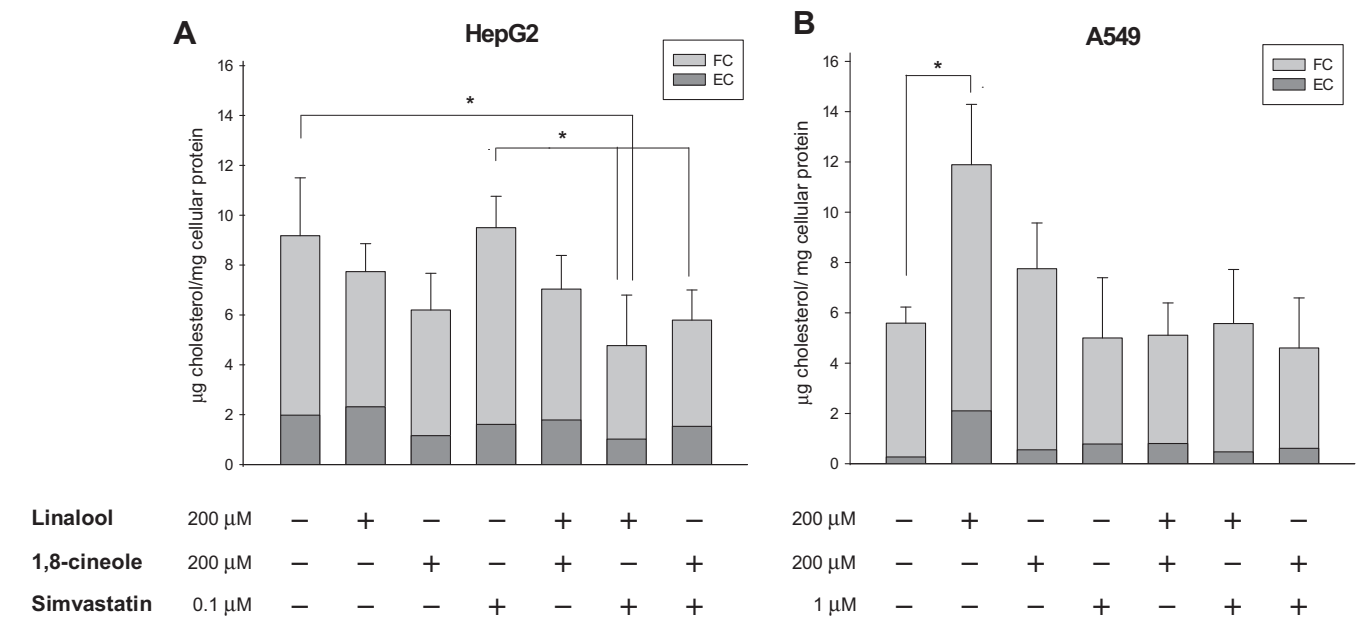 A
HepG2
FC
EC
16
14
12
10
8
6
4
2
0
µg cholesterol/mg cellular protein
*
*
B
A549
FC
EC
16
14
12
10
8
6
4
2
0
µg cholesterol/ mg cellular protein
*
Linalool 200 µM − + − − + + − 200 µM − + − − + + −
1,8-cineole 200 µM − − + − + − + 200 µM − − + − + − +
Simvastatin 0.1 µM − − − + − + + 1 µM − − − + − + +